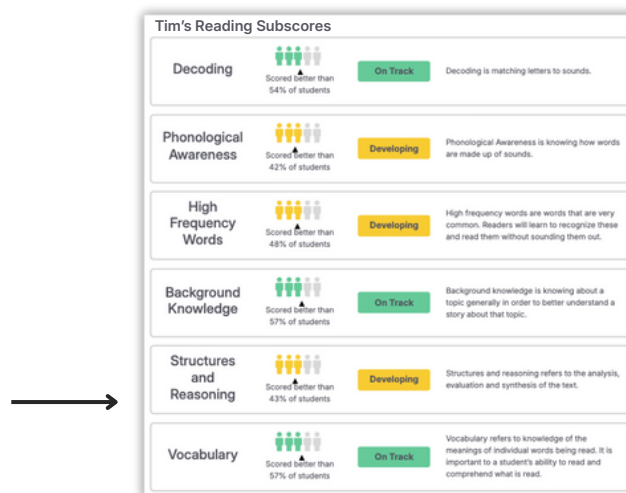 Tim's Reading Subscores
Decoding
Scored better than
54% of students
On Track
Decoding is matching letters to sounds.
Phonological
Awareness
Scored better than
42% of students
Developing
Phonological Awareness is knowing how words
are made up of sounds.
High
Frequency
Words
Scored better than
48% of students
Developing
High frequency words are words that are very
common. Readers will learn to recognize these
and read them without sounding them out.
Background
Knowledge
Scored better than
57% of students
On Track
Background knowledge is knowing about a
topic generally in order to better understand a
story about that topic.
Structures
and
Reasoning
Scored better than
43% of students
Developing
Structures and reasoning refers to the analysis,
evaluation and synthesis of the text.
Vocabulary
Scored better than
57% of students
On Track
Vocabulary refers to knowledge of the
meanings of individual words being read. It is
important to a student's ability to read and
comprehend what is read.